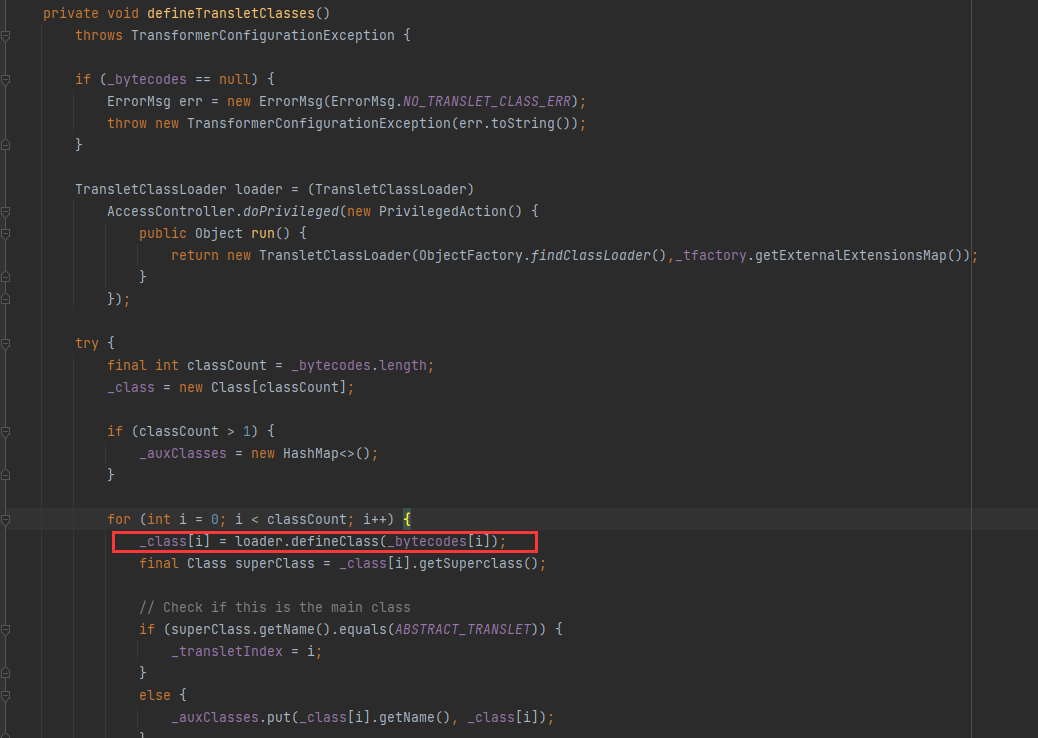 private void defineTransletClasses()
throws TransformerConfigurationException {
if (_bytecodes == null) {
ErrorMsg err = new ErrorMsg(ErrorMsg.NO_TRANSLET_CLASS_ERR);
throw new TransformerConfigurationException(err.toString());
}
TransletClassLoader loader = (TransletClassLoader)
AccessController.doPrivileged(new PrivilegedAction() {
public Object run() {
return new TransletClassLoader(ObjectFactory.findClassLoader(),_tfactory.getExternalExtensionsMap());
}
});
try {
final int classCount = _bytecodes.length;
_class = new Class[classCount];
if (classCount > 1) {
_auxClasses = new HashMap<>();
}
for (int i = 0; i < classCount; i++) {
_class[i] = loader.defineClass(_bytecodes[i]);
final Class superClass = _class[i].getSuperclass();
// Check if this is the main class
if (superClass.getName().equals(ABSTRACT_TRANSLET)) {
_transletIndex = i;
}
else {
_auxClasses.put(_class[i].getName(), _class[i]);
}